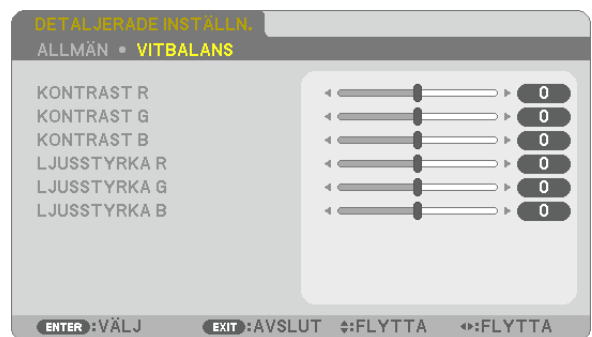 DETALJERADE INSTÄLLN.
ALLMÄN • VITBALANS
KONTRAST R 0
KONTRAST G 0
KONTRAST B 0
LJUSSTYRKA R 0
LJUSSTYRKA G 0
LJUSSTYRKA B 0
ENTER:VÄLJ EXIT:AVSLUT :FLYTTA :FLYTTA